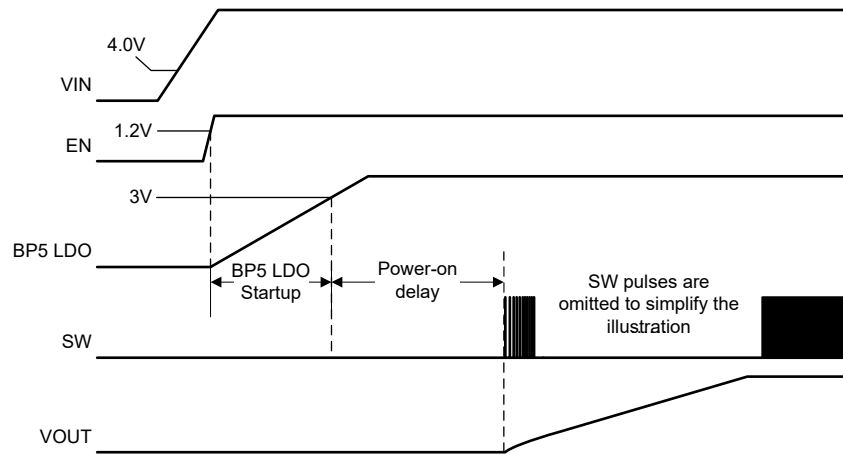 4.0V
VIN
1.2V
EN
3V
BP5 LDO
BP5 LDO
Startup
Power-on
delay
SW pulses are
omitted to simplify the
illustration
SW
VOUT